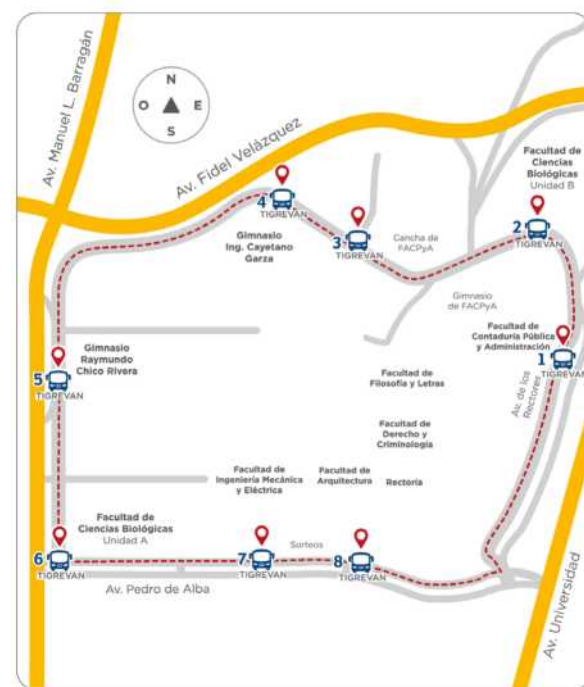 Av. Manuel L. Barragán
N
O
E
S
Av. Fidel Velázquez
Facultad de
Ciencias
Biológicas
Unidad B
4
TIGREVAN
Gimnasio
Ing. Cayetano
Garza
3
TIGREVAN
Cancha de
FACPyA
2
TIGREVAN
Gimnasio
de FACPyA
Facultad de
Contaduría Pública
y Administración
1
TIGREVAN
Av. de los
Rectores
Gimnasio
Raymundo
Chico Rivera
5
TIGREVAN
Facultad de
Filosofía y Letras
Facultad de
Derecho y
Criminología
Facultad de
Ingeniería Mecánica
y Eléctrica
Facultad de
Arquitectura
Rectoría
Facultad de
Ciencias Biológicas
Unidad A
6
TIGREVAN
7
TIGREVAN
Sorteos
8
TIGREVAN
Av. Pedro de Alba
Av. Universidad